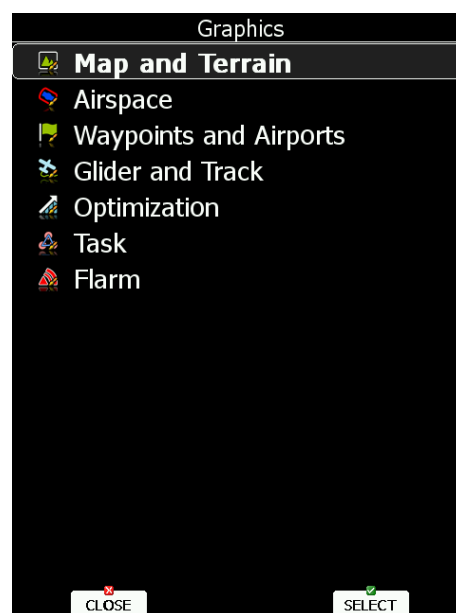 Graphics
Map and Terrain
Airspace
Waypoints and Airports
Glider and Track
Optimization
Task
Flarm
CLOSE
SELECT